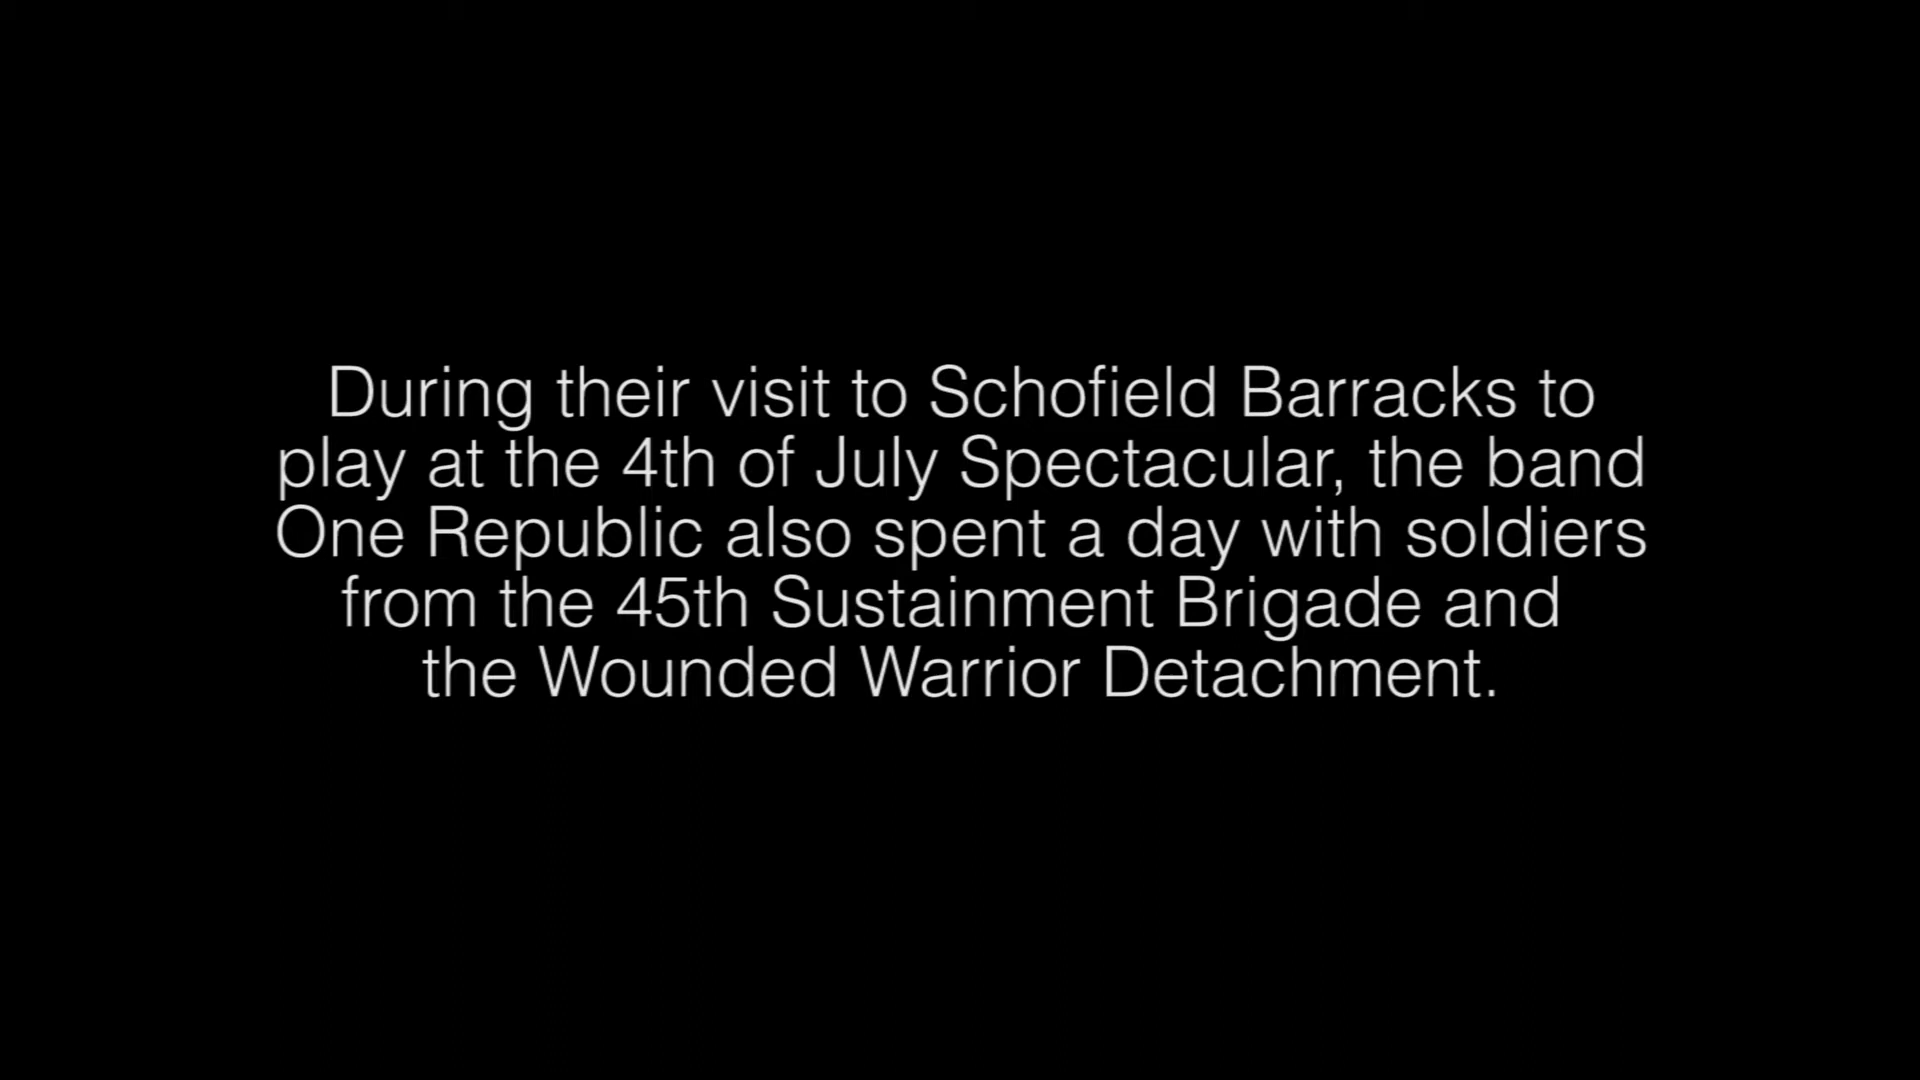 During their visit to Schofield Barracks to
play at the 4th of July Spectacular, the band
One Republic also spent a day with soldiers
from the 45th Sustainment Brigade and
the Wounded Warrior Detachment.